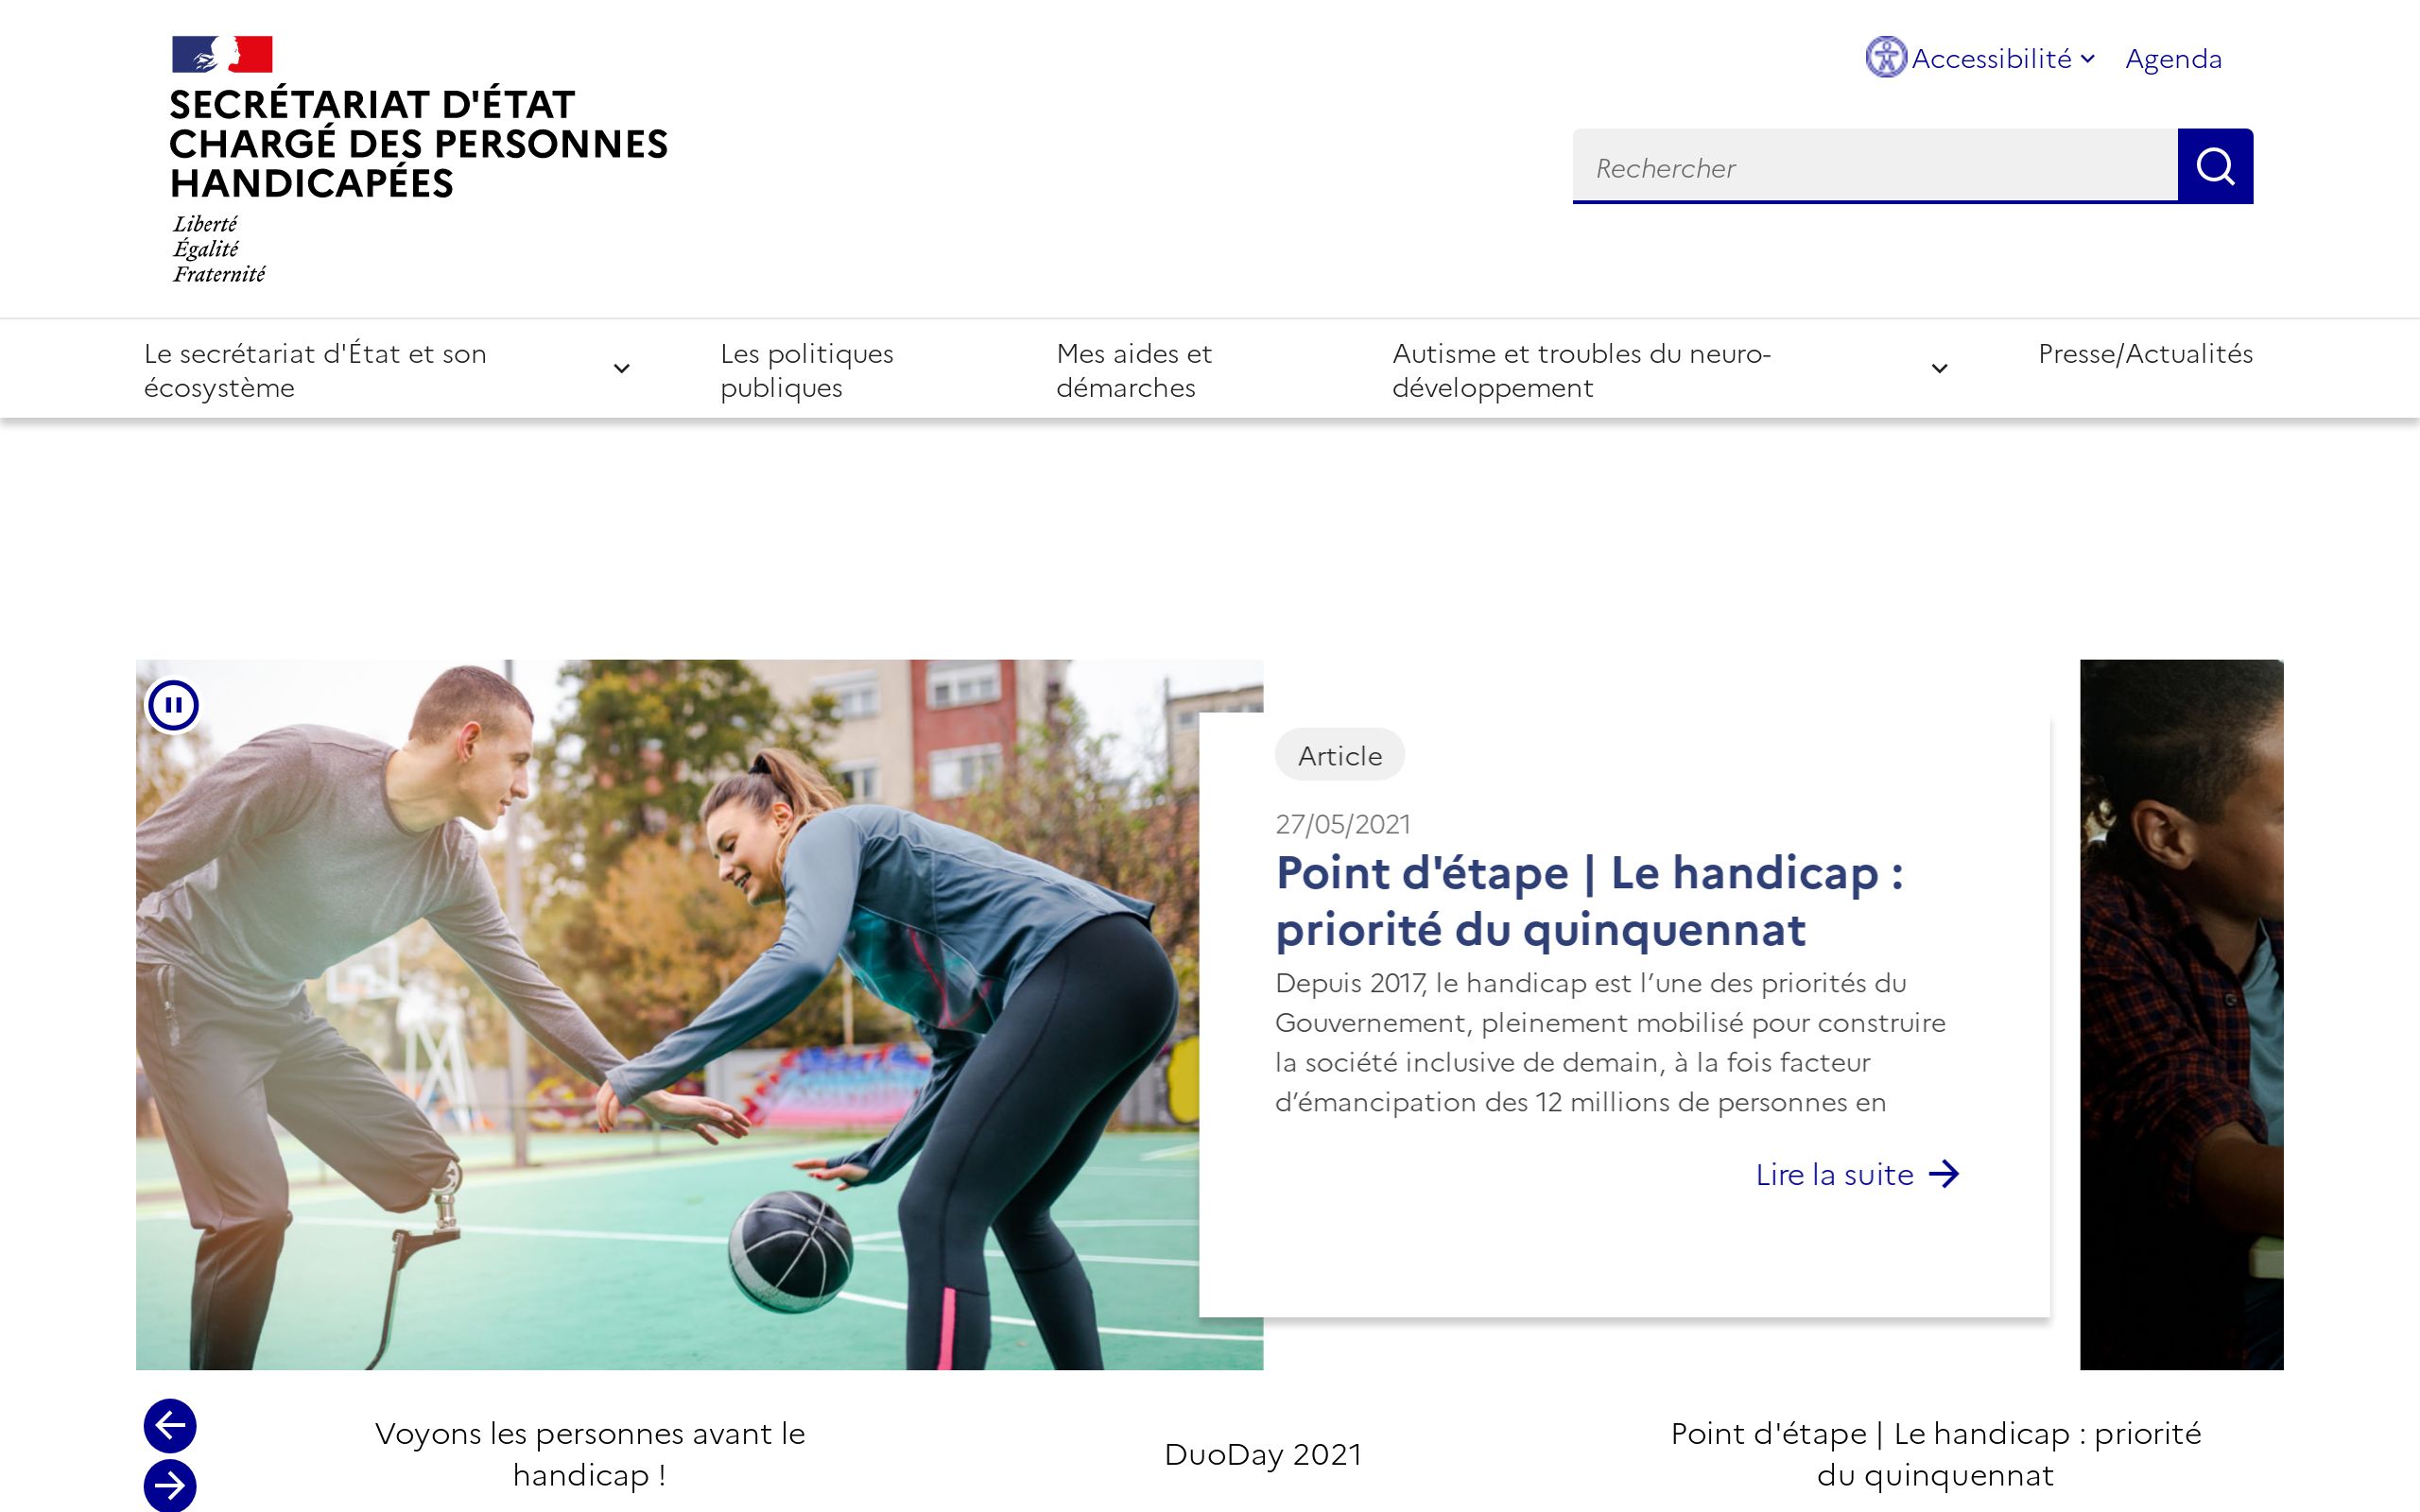 SECRÉTARIAT D'ÉTAT
CHARGÉ DES PERSONNES
HANDICAPÉES
Liberté
Égalité
Fraternité
Accessibilité
Agenda
Rechercher
Le secrétariat d'État et son
écosystème
Les politiques
publiques
Mes aides et
démarches
Autisme et troubles du neuro-
développement
Presse/Actualités
Article
27/05/2021
Point d'étape | Le handicap :
priorité du quinquennat
Depuis 2017, le handicap est l’une des priorités du
Gouvernement, pleinement mobilisé pour construire
la société inclusive de demain, à la fois facteur
d’émancipation des 12 millions de personnes en
Lire la suite
Voyons les personnes avant le
handicap !
DuoDay 2021
Point d'étape | Le handicap : priorité
du quinquennat